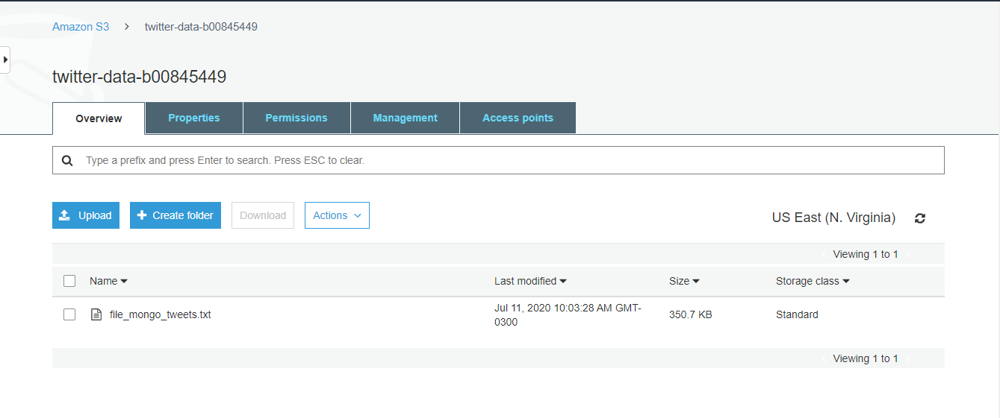 Amazon S3 > twitter-data-b00845449
twitter-data-b00845449
Overview Properties Permissions Management Access points
Type a prefix and press Enter to search. Press ESC to clear.
Upload Create folder Download Actions US East (N. Virginia)
Viewing 1 to 1
Name Last modified Size Storage class
file_mongo_tweets.txt Jul 11, 2020 10:03:28 AM GMT- 350.7 KB Standard
0300
Viewing 1 to 1